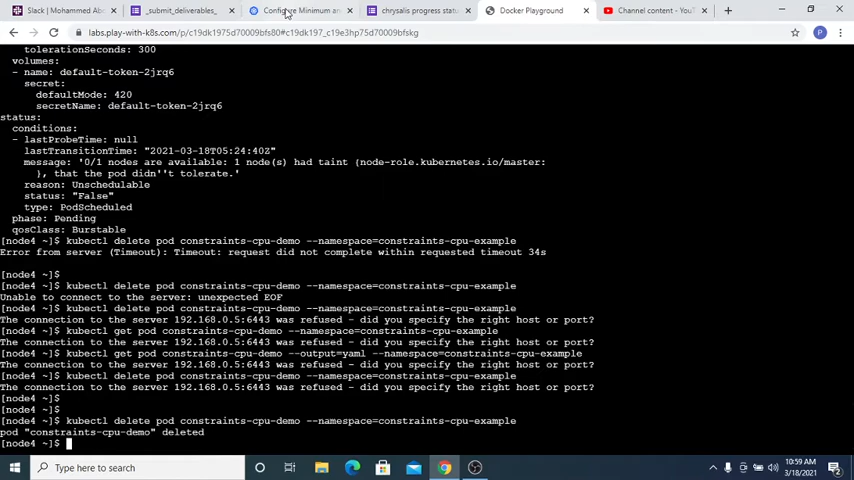 Slack | Mohammed Abo
_submit_deliverables_
Configure Minimum an
chrysalis progress statu
Docker Playground
Channel content - YouT
labs.play-with-k8s.com/p/c19dk1975d70009bfs80#c19dk197_c19e3hp75d70009bfskg
P
tolerationSeconds: 300
volumes:
- name: default-token-2jrq6
secret:
defaultMode: 420
secretName: default-token-2jrq6
status:
conditions:
- lastProbeTime: null
lastTransitionTime: "2021-03-18T05:24:40Z"
message: '0/1 nodes are available: 1 node(s) had taint {node-role.kubernetes.io/master:
}, that the pod didn''t tolerate.'
reason: Unschedulable
status: "False"
type: PodScheduled
phase: Pending
qosClass: Burstable
[node4 ~]$ kubectl delete pod constraints-cpu-demo --namespace=constraints-cpu-example
Error from server (Timeout): Timeout: request did not complete within requested timeout 34s
[node4 ~]$
[node4 ~]$ kubectl delete pod constraints-cpu-demo --namespace=constraints-cpu-example
Unable to connect to the server: unexpected EOF
[node4 ~]$ kubectl delete pod constraints-cpu-demo --namespace=constraints-cpu-example
The connection to the server 192.168.0.5:6443 was refused - did you specify the right host or port?
[node4 ~]$ kubectl get pod constraints-cpu-demo --namespace=constraints-cpu-example
The connection to the server 192.168.0.5:6443 was refused - did you specify the right host or port?
[node4 ~]$ kubectl get pod constraints-cpu-demo --output=yaml --namespace=constraints-cpu-example
The connection to the server 192.168.0.5:6443 was refused - did you specify the right host or port?
[node4 ~]$ kubectl delete pod constraints-cpu-demo --namespace=constraints-cpu-example
The connection to the server 192.168.0.5:6443 was refused - did you specify the right host or port?
[node4 ~]$
[node4 ~]$
[node4 ~]$ kubectl delete pod constraints-cpu-demo --namespace=constraints-cpu-example
pod "constraints-cpu-demo" deleted
[node4 ~]$
Type here to search
10:59 AM
3/18/2021
2